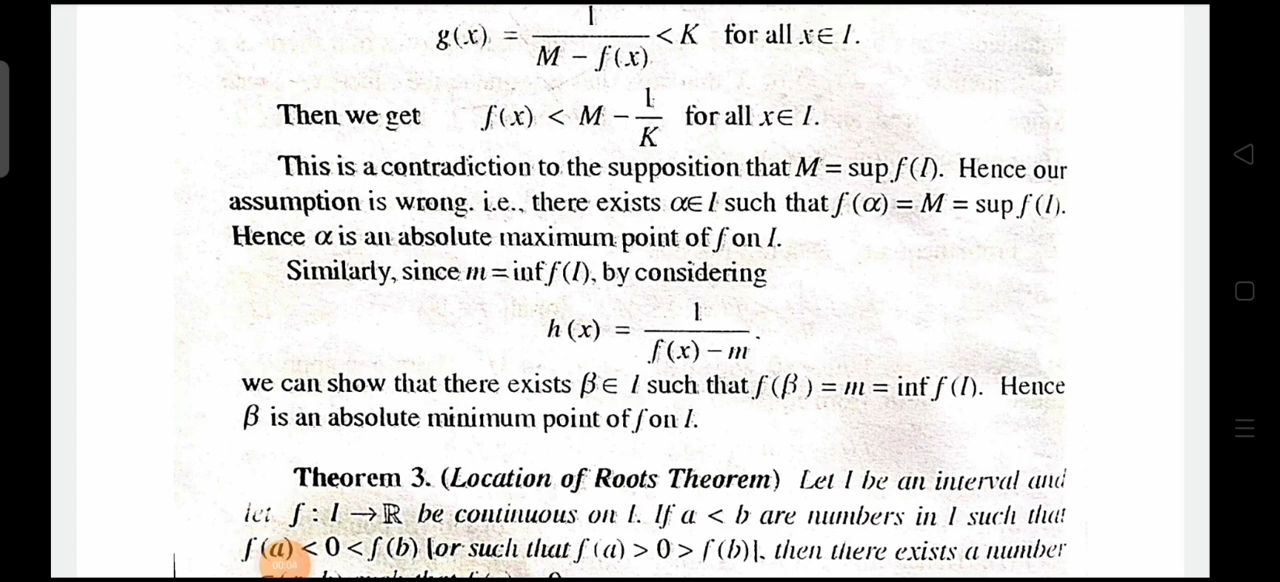 g(x) = 1 / (M − f(x)) < K for all x∈ I.
Then we get f(x) < M − 1/K for all x∈ I.
This is a contradiction to the supposition that M = sup f(I). Hence our
assumption is wrong. i.e., there exists α∈ I such that f(α) = M = sup f(I).
Hence α is an absolute maximum point of f on I.
Similarly, since m = inf f(I), by considering
h(x) = 1 / (f(x) − m) .
we can show that there exists β∈ I such that f(β) = m = inf f(I). Hence
β is an absolute minimum point of f on I.
Theorem 3. (Location of Roots Theorem) Let I be an interval and
let f : I → ℝ be continuous on I. If a < b are numbers in I such that
f(a) < 0 < f(b) [or such that f(a) > 0 > f(b)], then there exists a number
00:04